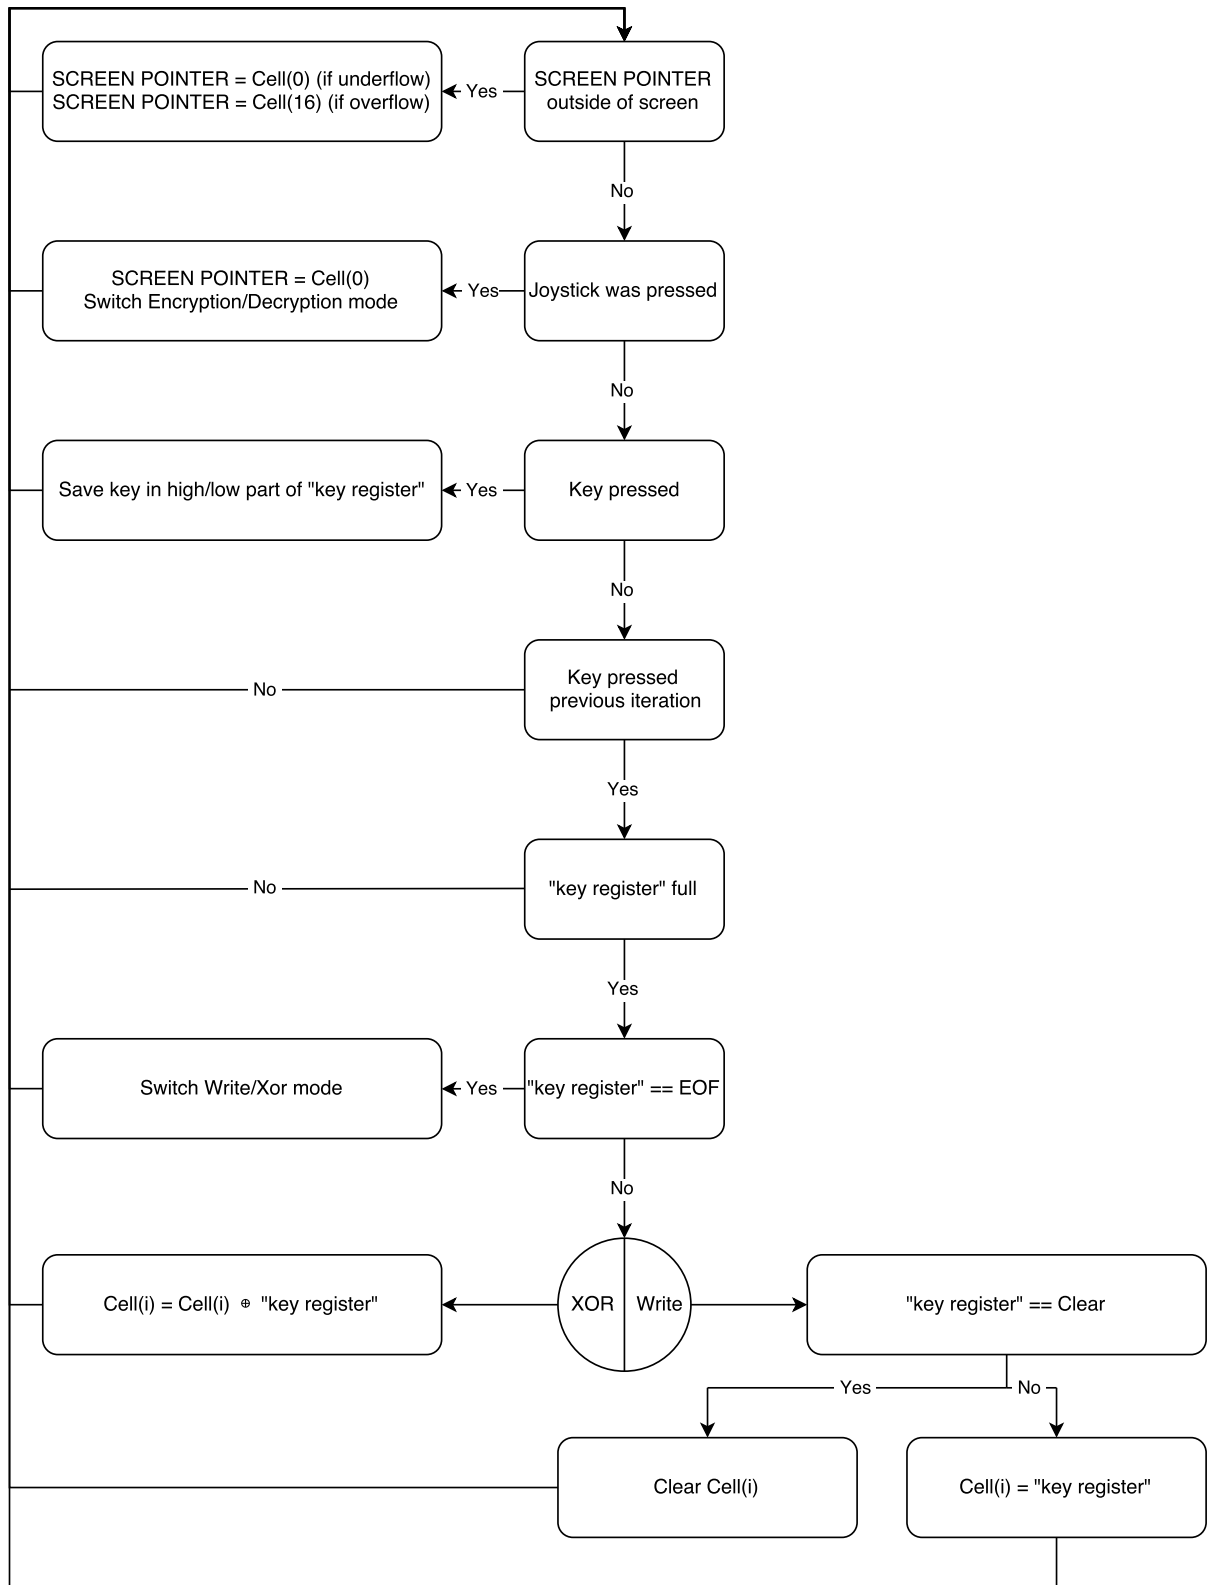 SCREEN POINTER = Cell(0) (if underflow)
SCREEN POINTER = Cell(16) (if overflow)
Yes
SCREEN POINTER
outside of screen
No
SCREEN POINTER = Cell(0)
Switch Encryption/Decryption mode
Yes
Joystick was pressed
No
Save key in high/low part of "key register"
Yes
Key pressed
No
Key pressed
previous iteration
No
Yes
"key register" full
No
Yes
Switch Write/Xor mode
Yes
"key register" == EOF
No
Cell(i) = Cell(i) ⊕ "key register"
XOR
Write
"key register" == Clear
Yes
No
Clear Cell(i)
Cell(i) = "key register"